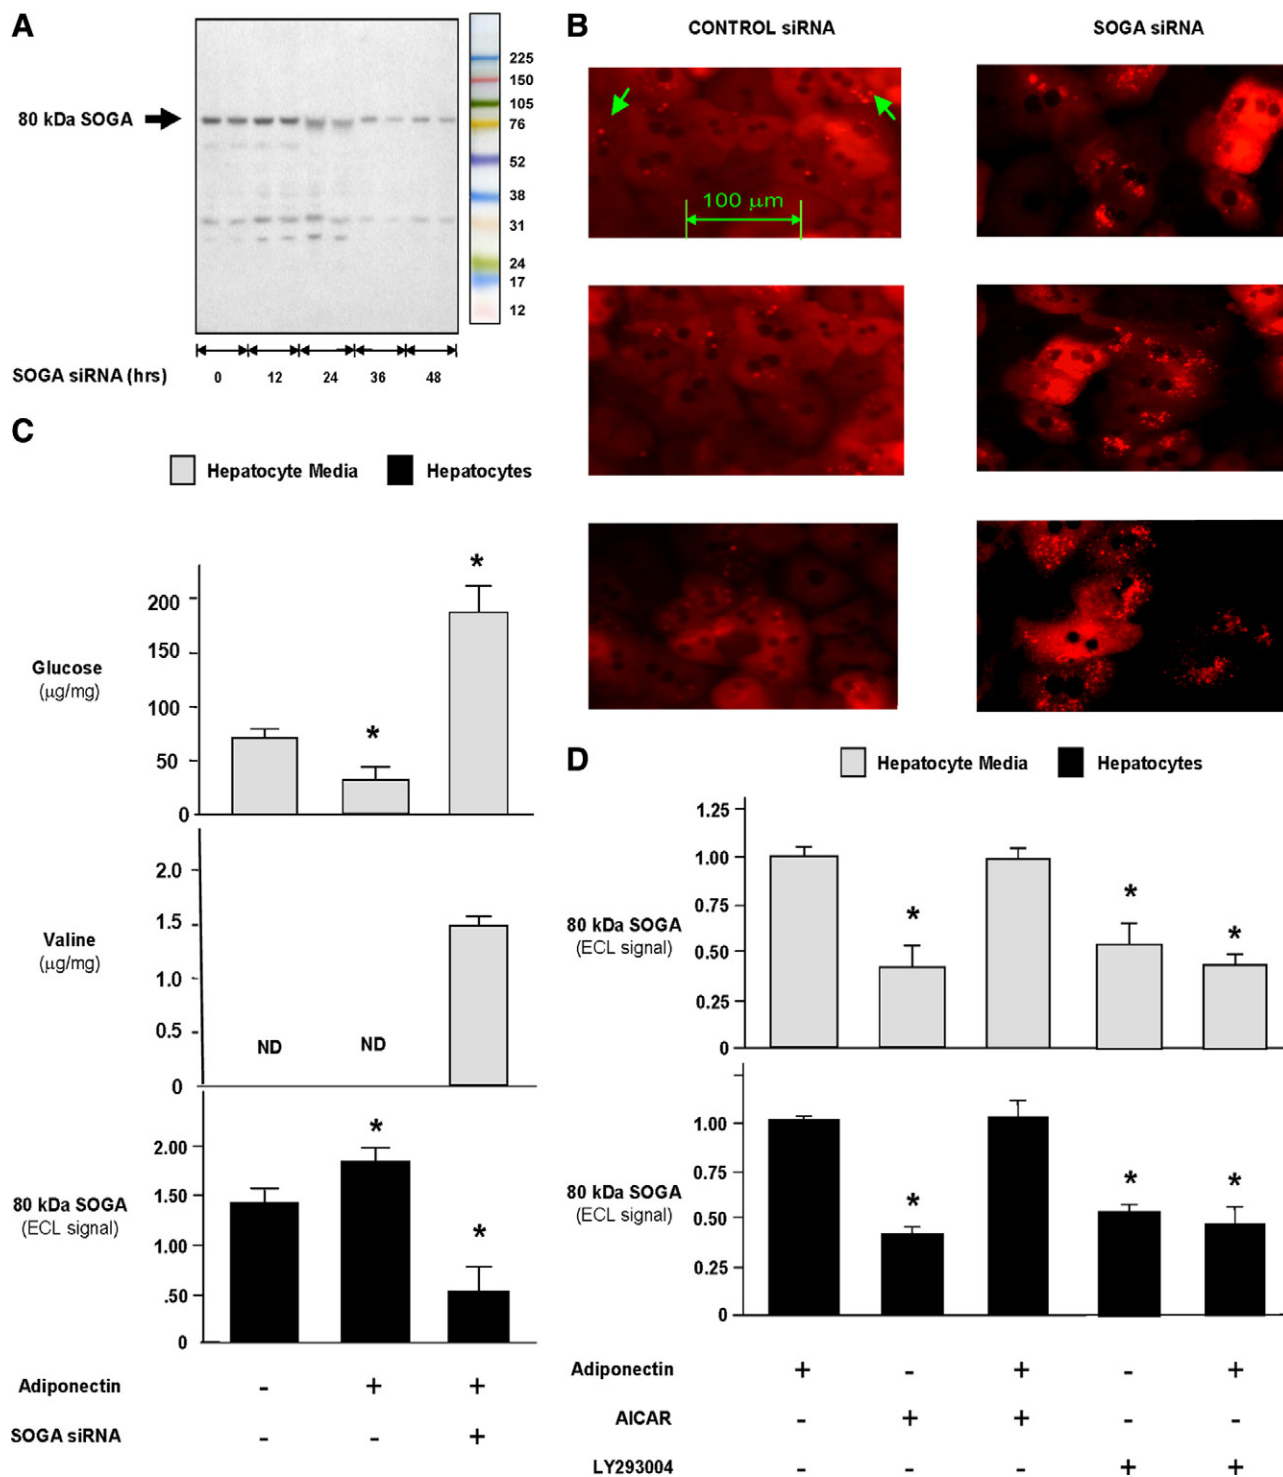 A
80 kDa SOGA
225
150
105
76
52
38
31
24
17
12
SOGA siRNA (hrs) 0 12 24 36 48
B
CONTROL siRNA SOGA siRNA
100 μm
C
Hepatocyte Media Hepatocytes
Glucose
(μg/mg)
200
150
100
50
0
* *
Valine
(μg/mg)
2.0
1.5
1.0
0.5
0
ND ND
80 kDa SOGA
(ECL signal)
2.00
1.50
1.00
.50
0
* *
Adiponectin - + +
SOGA siRNA - - +
D
Hepatocyte Media Hepatocytes
80 kDa SOGA
(ECL signal)
1.25
1.00
0.75
0.50
0.25
0
* * *
80 kDa SOGA
(ECL signal)
1.00
0.75
0.50
0.25
0
* * *
Adiponectin + - + - +
AICAR - + + - -
LY293004 - - - + +